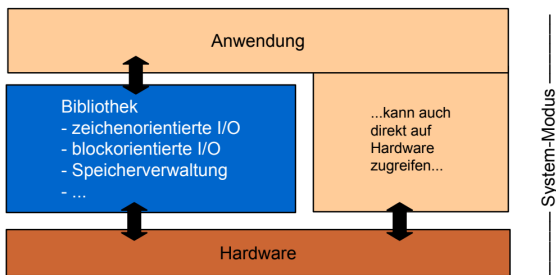 Anwendung
Bibliothek
- zeichenorientierte I/O
- blockorientierte I/O
- Speicherverwaltung
- ...
...kann auch
direkt auf
Hardware
zugreifen...
Hardware
System-Modus